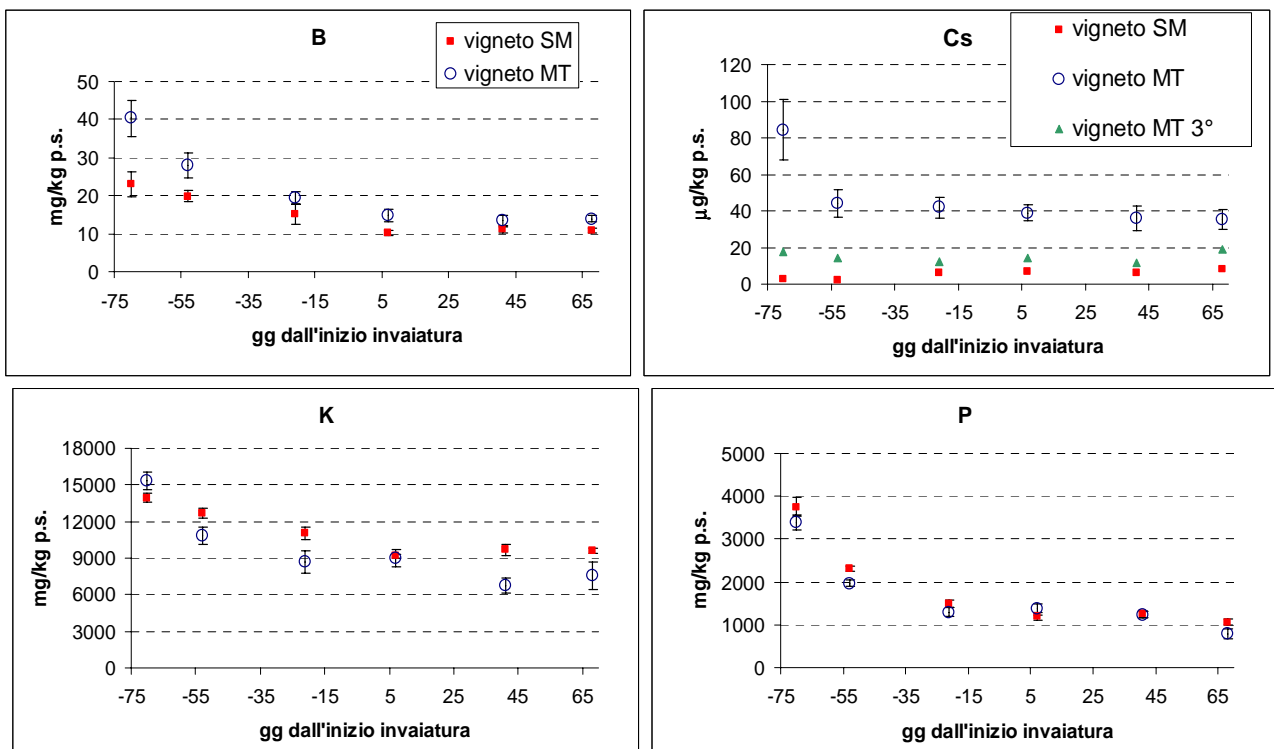 B
vigneto SM
vigneto MT
50
40
30
20
10
0
mg/kg p.s.
-75 -55 -35 -15 5 25 45 65
gg dall'inizio invaiatura
Cs
vigneto SM
vigneto MT
vigneto MT 3°
120
100
80
60
40
20
0
µg/kg p.s.
-75 -55 -35 -15 5 25 45 65
gg dall'inizio invaiatura
K
18000
15000
12000
9000
6000
3000
0
mg/kg p.s.
-75 -55 -35 -15 5 25 45 65
gg dall'inizio invaiatura
P
5000
4000
3000
2000
1000
0
mg/kg p.s.
-75 -55 -35 -15 5 25 45 65
gg dall'inizio invaiatura